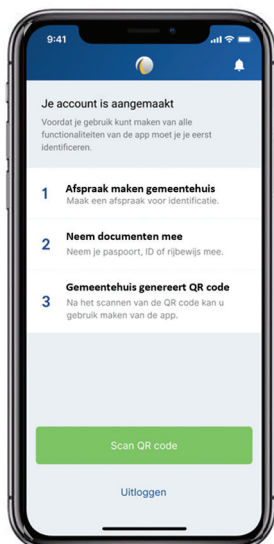 9:41
Je account is aangemaakt
Voordat je gebruik kunt maken van alle
functionaliteiten van de app moet je je eerst
identificeren.
1 Afspraak maken gemeentehuis
Maak een afspraak voor identificatie.
2 Neem documenten mee
Neem je paspoort, ID of rijbewijs mee.
3 Gemeentehuis genereert QR code
Na het scannen van de QR code kan u
gebruik maken van de app.
Scan QR code
Uitloggen